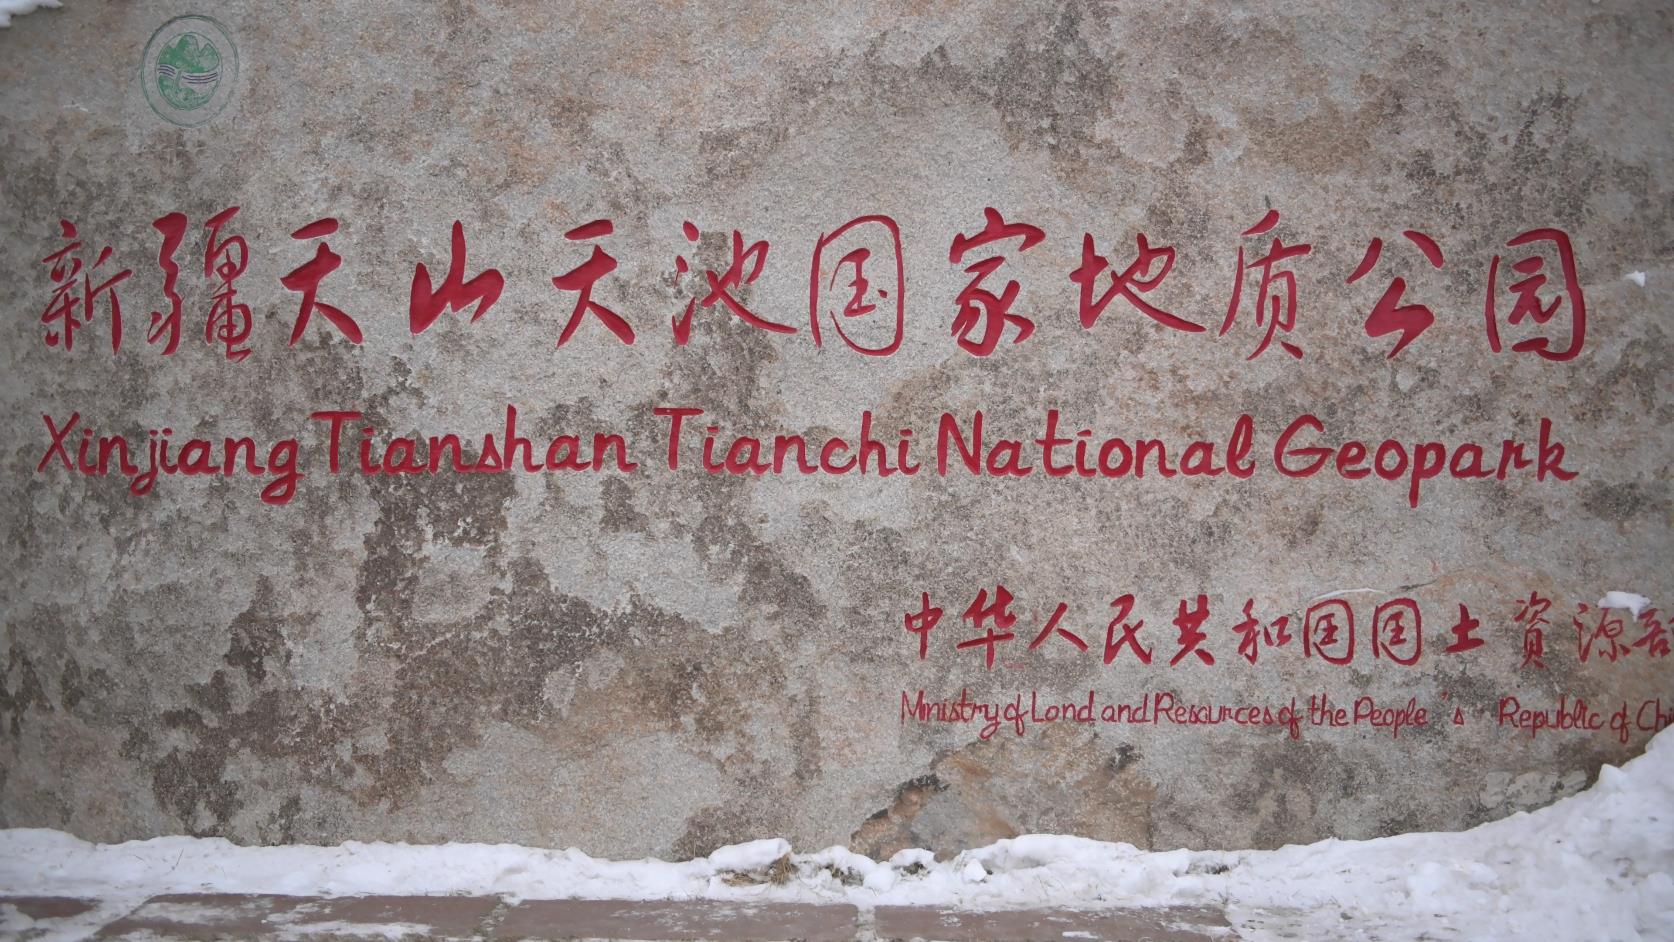 新疆天山天池国家地质公园
Xinjiang Tianshan Tianchi National Geopark
中华人民共和国国土資源部
Ministry of Land and Resources of the People's Republic of Chi